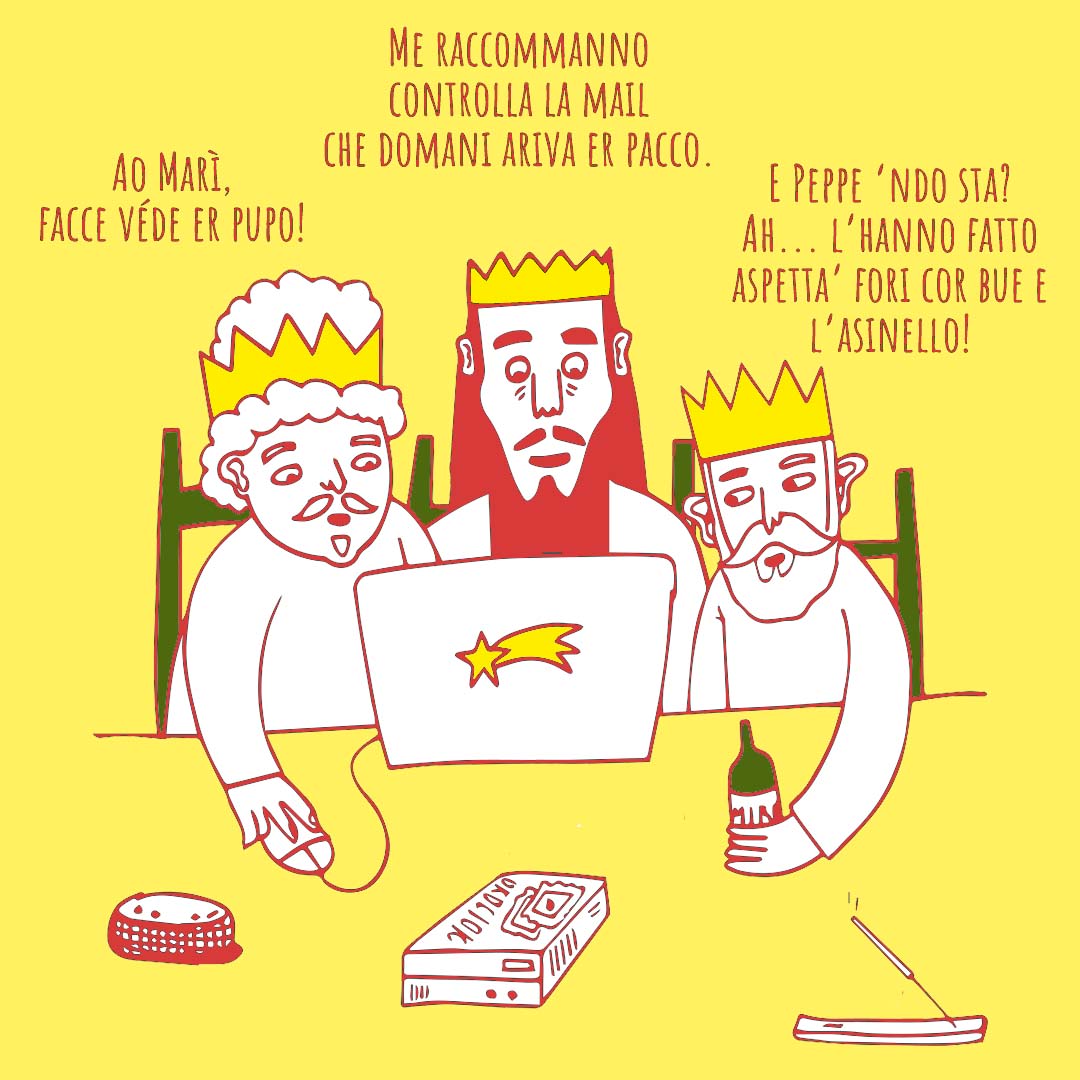 Me raccommanno
controlla la mail
che domani ariva er pacco.
Ao Marì,
facce véde er pupo!
E Peppe ‘ndo sta?
Ah... l’hanno fatto
aspetta’ fori cor bue e
l’asinello!